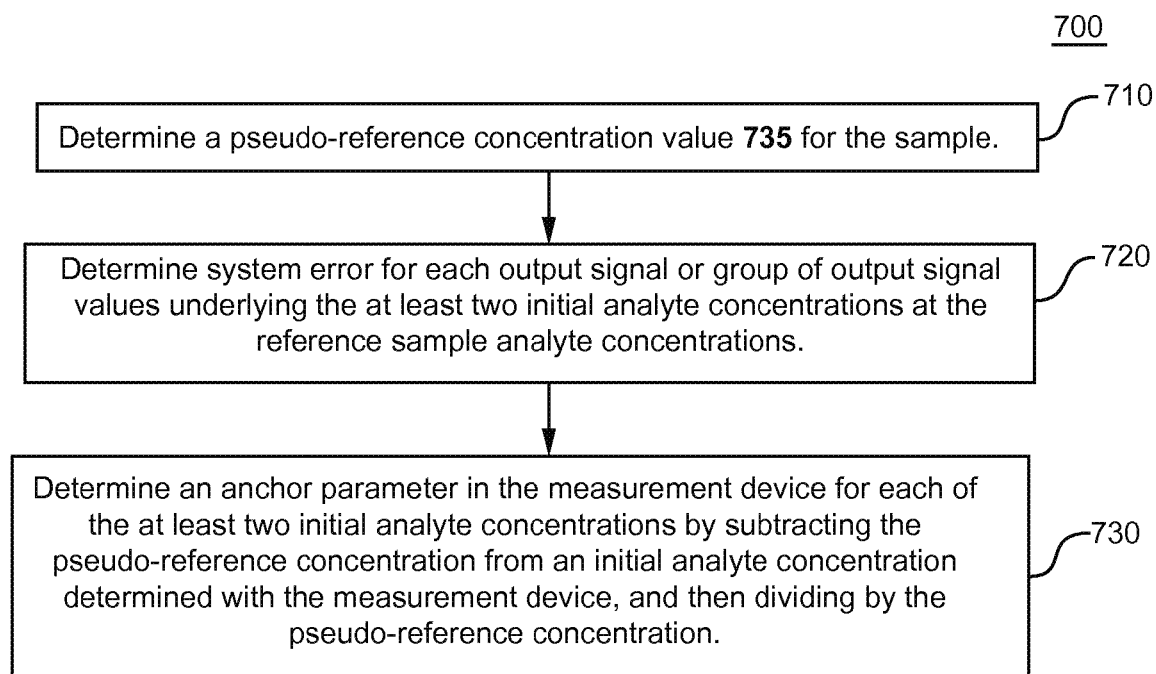 700
710
Determine a pseudo-reference concentration value 735 for the sample.
720
Determine system error for each output signal or group of output signal
values underlying the at least two initial analyte concentrations at the
reference sample analyte concentrations.
Determine an anchor parameter in the measurement device for each of
the at least two initial analyte concentrations by subtracting the
pseudo-reference concentration from an initial analyte concentration
730
determined with the measurement device, and then dividing by the
pseudo-reference concentration.